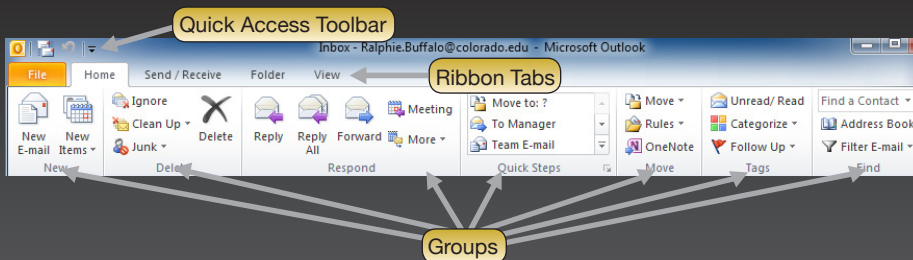 Quick Access Toolbar
Inbox - Ralphie.Buffalo@colorado.edu - Microsoft Outlook
File Home Send / Receive Folder View
Ribbon Tabs
New E-mail
New Items
Ignore
Clean Up
Junk
Delete
Reply
Reply All
Forward
Meeting
More
Move to: ?
To Manager
Team E-mail
Move
Rules
OneNote
Unread/ Read
Categorize
Follow Up
Find a Contact
Address Book
Filter E-mail
New Delete Respond Quick Steps Move Tags Find
Groups